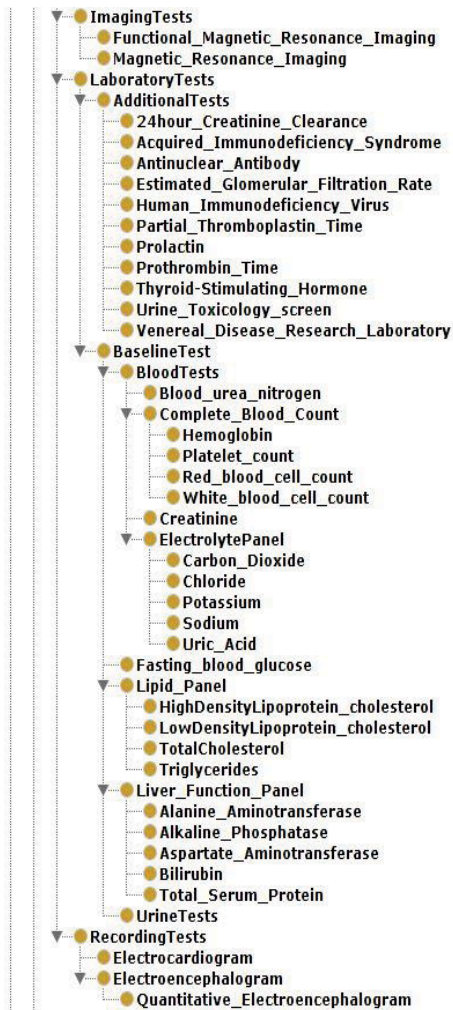 ImagingTests
Functional_Magnetic_Resonance_Imaging
Magnetic_Resonance_Imaging
LaboratoryTests
AdditionalTests
24hour_Creatinine_Clearance
Acquired_Immunodeficiency_Syndrome
Antinuclear_Antibody
Estimated_Glomerular_Filtration_Rate
Human_Immunodeficiency_Virus
Partial_Thromboplastin_Time
Prolactin
Prothrombin_Time
Thyroid-Stimulating_Hormone
Urine_Toxicology_screen
Venereal_Disease_Research_Laboratory
BaselineTest
BloodTests
Blood_urea_nitrogen
Complete_Blood_Count
Hemoglobin
Platelet_count
Red_blood_cell_count
White_blood_cell_count
Creatinine
ElectrolytePanel
Carbon_Dioxide
Chloride
Potassium
Sodium
Uric_Acid
Fasting_blood_glucose
Lipid_Panel
HighDensityLipoprotein_cholesterol
LowDensityLipoprotein_cholesterol
TotalCholesterol
Triglycerides
Liver_Function_Panel
Alanine_Aminotransferase
Alkaline_Phosphatase
Aspartate_Aminotransferase
Bilirubin
Total_Serum_Protein
UrineTests
RecordingTests
Electrocardiogram
Electroencephalogram
Quantitative_Electroencephalogram